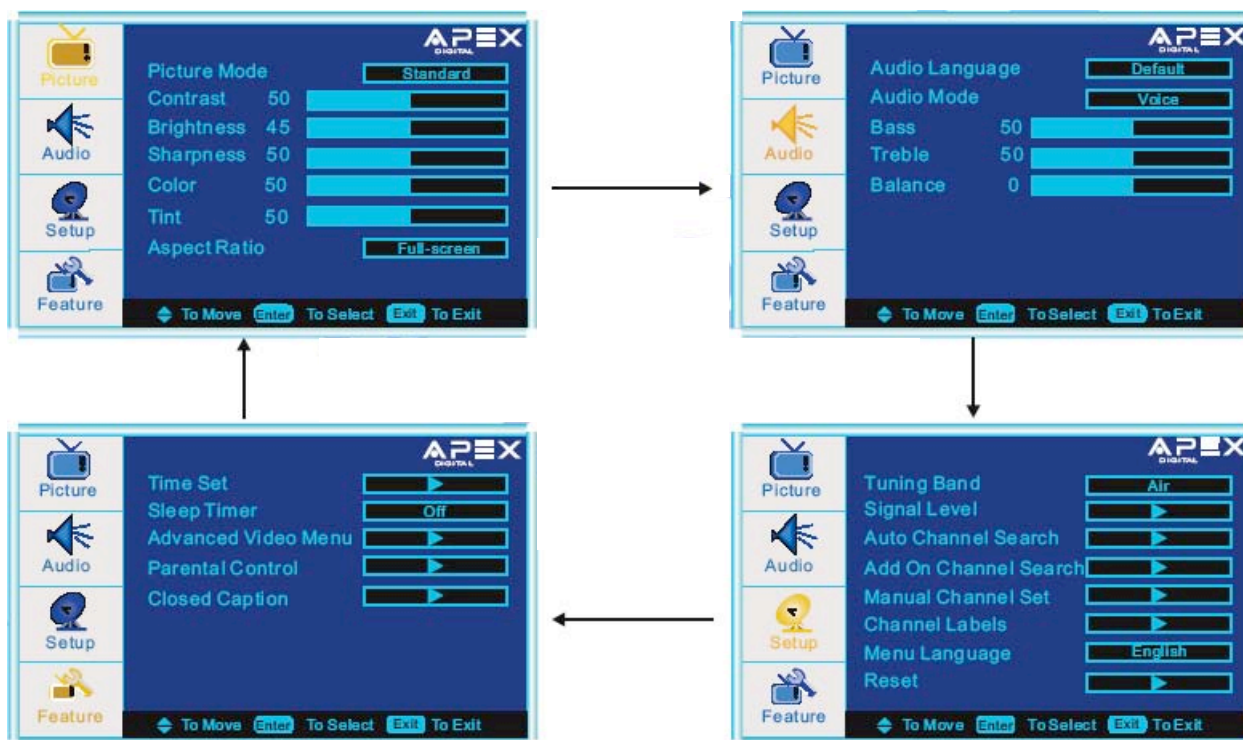 APEX
DIGITAL
Picture
Audio
Setup
Feature
Picture Mode Standard
Contrast 50
Brightness 45
Sharpness 50
Color 50
Tint 50
Aspect Ratio Full-screen
To Move Enter To Select Exit To Exit
APEX
DIGITAL
Picture
Audio
Setup
Feature
Audio Language Default
Audio Mode Voice
Bass 50
Treble 50
Balance 0
To Move Enter To Select Exit To Exit
APEX
DIGITAL
Picture
Audio
Setup
Feature
Time Set
Sleep Timer Off
Advanced Video Menu
Parental Control
Closed Caption
To Move Enter To Select Exit To Exit
APEX
DIGITAL
Picture
Audio
Setup
Feature
Tuning Band Air
Signal Level
Auto Channel Search
Add On Channel Search
Manual Channel Set
Channel Labels
Menu Language English
Reset
To Move Enter To Select Exit To Exit